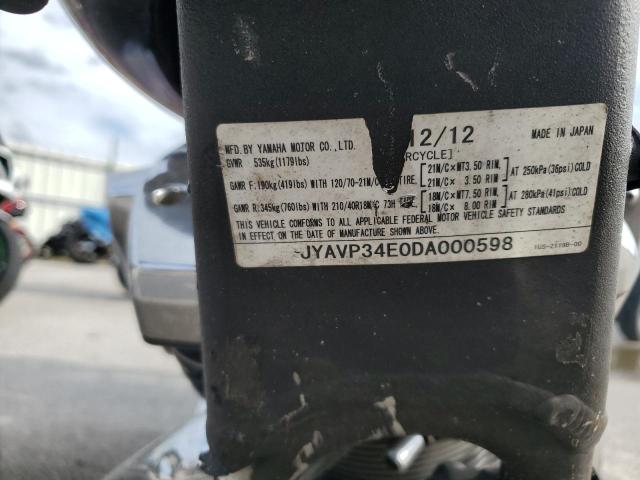 12/12
MFD. BY YAMAHA MOTOR CO., LTD.
MADE IN JAPAN
GVWR 535kg(1179lbs)
RCYCLE]
GAWR F: 190kg(419lbs) WITH 120/70-21M/C TIRE, [21M/C× MT3.50 RIM. 21M/C× 3.50 RIM.] AT 250kPa(36psi)COLD
GAWR R: 345kg(760lbs) WITH 210/40R18M/C 73H [18M/C× MT7.50 RIM. 18M/C× 8.00 RIM.] AT 280kPa(41psi)COLD
THIS VEHICLE CONFORMS TO ALL APPLICABLE FEDERAL MOTOR VEHICLE SAFETY STANDARDS
IN EFFECT ON THE DATE OF MANUFACTURE SHOWN ABOVE.
JYAVP34E0DA000598